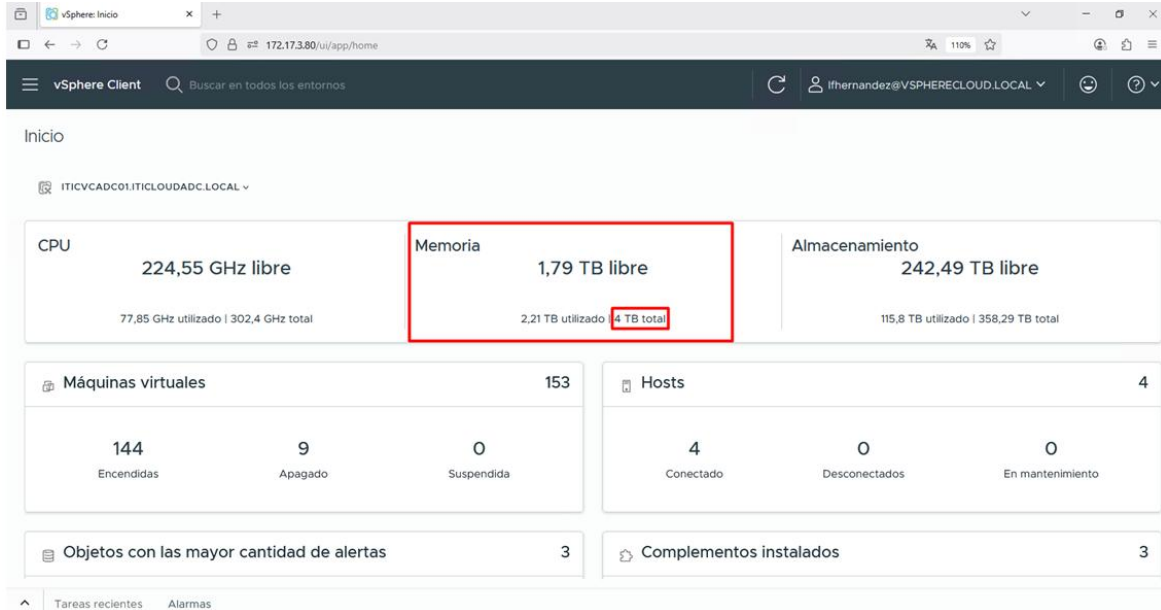 vSphere: Inicio
172.17.3.80/ui/app/home
110%
vSphere Client
Buscar en todos los entornos
lfhernandez@VSPHERECLOUD.LOCAL
Inicio
ITICVCADC01.ITICLOUDADC.LOCAL
CPU
224,55 GHz libre
77,85 GHz utilizado | 302,4 GHz total
Memoria
1,79 TB libre
2,21 TB utilizado | 4 TB total
Almacenamiento
242,49 TB libre
115,8 TB utilizado | 358,29 TB total
Máquinas virtuales 153
144 9 0
Encendidas Apagado Suspendida
Hosts 4
4 0 0
Conectado Desconectados En mantenimiento
Objetos con las mayor cantidad de alertas 3
Complementos instalados 3
Tareas recientes Alarmas